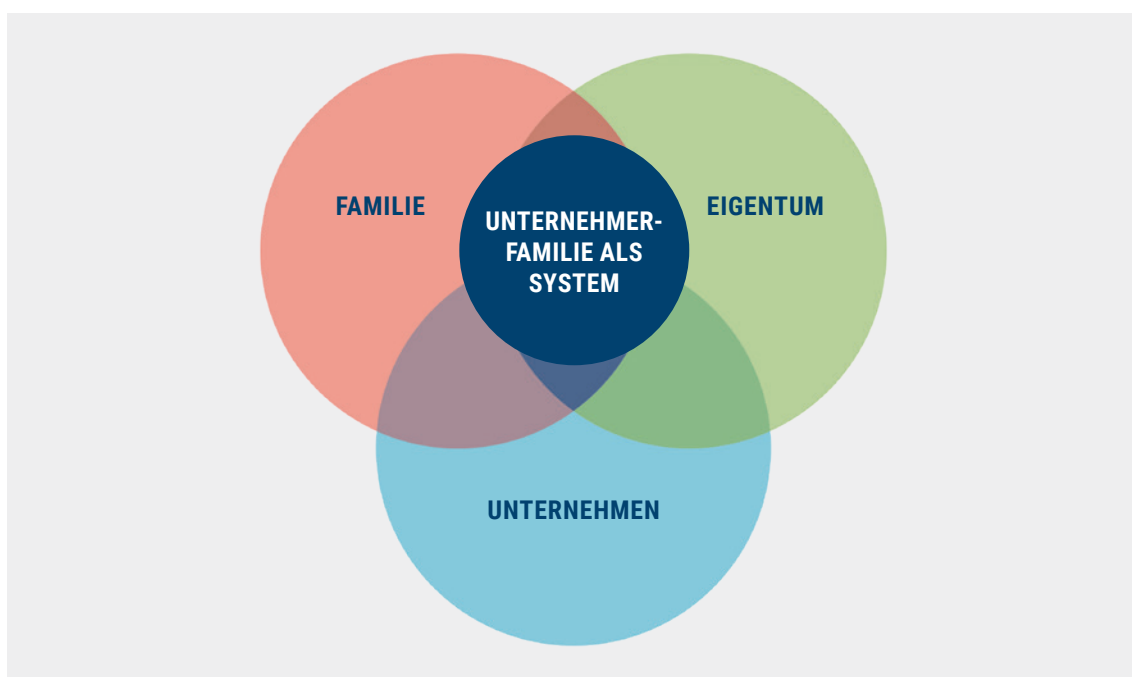 FAMILIE
EIGENTUM
UNTERNEHMER-
FAMILIE ALS
SYSTEM
UNTERNEHMEN